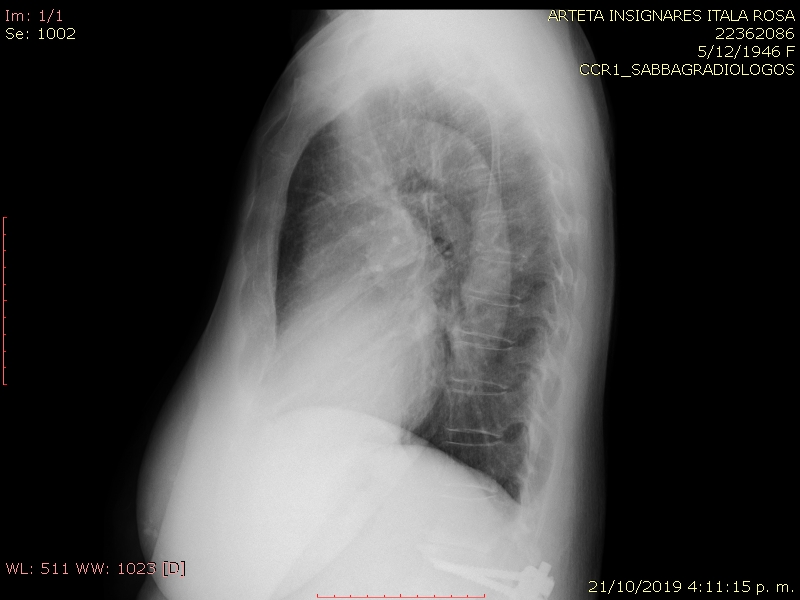 Im: 1/1
Se: 1002
ARTETA INSIGNARES ITALA ROSA
22362086
5/12/1946 F
CCR1_SABBAGRADIOLOGOS
WL: 511 WW: 1023 [D]
21/10/2019 4:11:15 p. m.